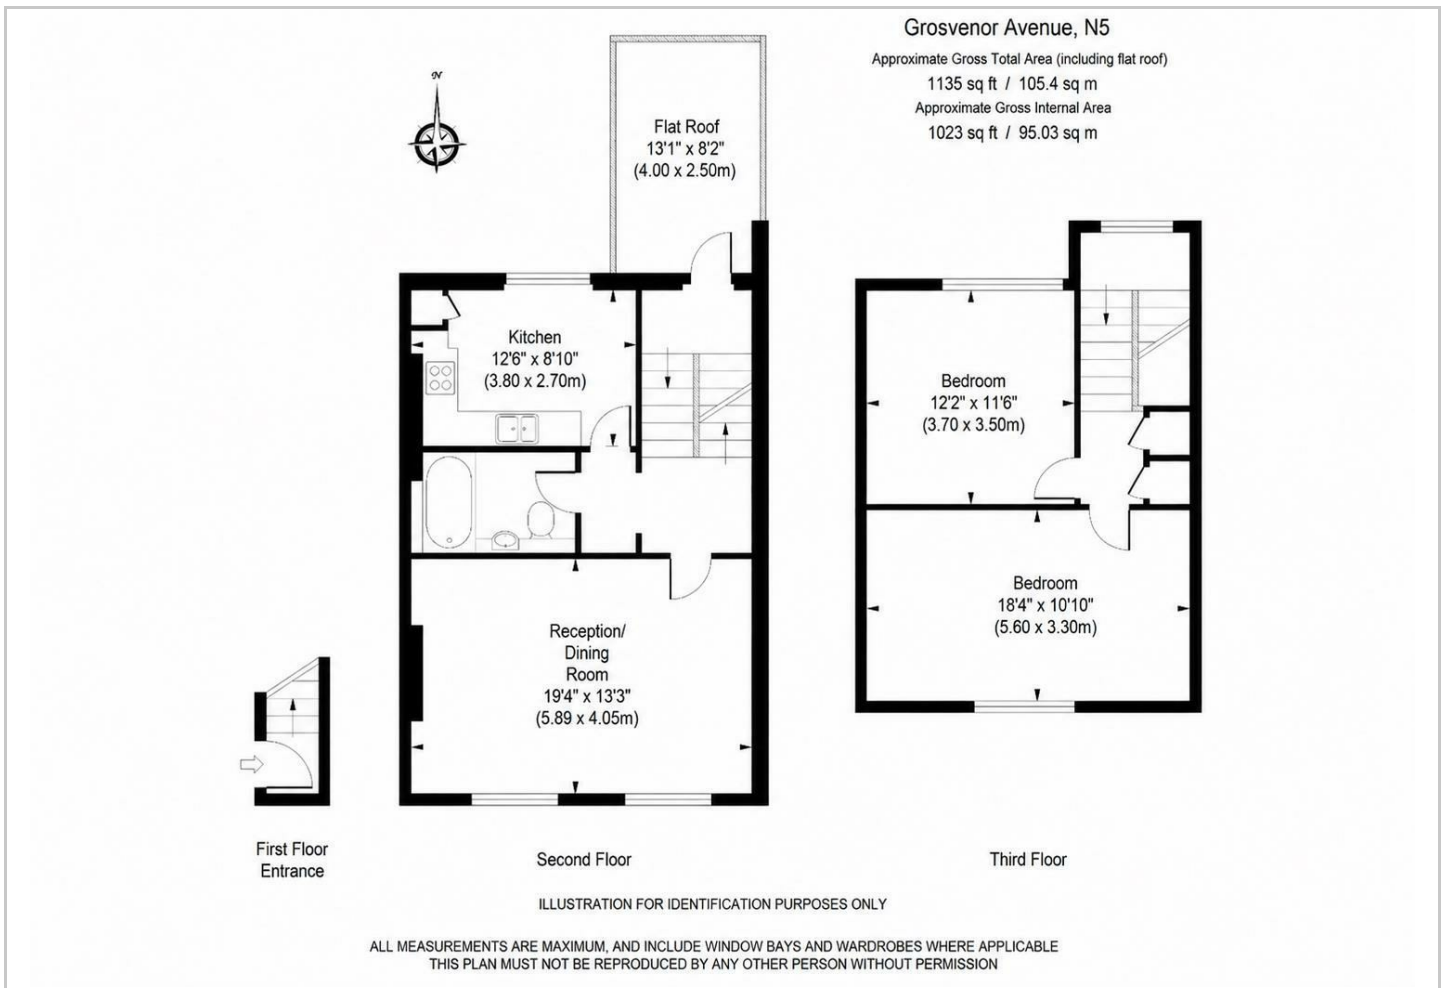 Grosvenor Avenue, N5
Approximate Gross Total Area (including flat roof)
1135 sq ft / 105.4 sq m
Approximate Gross Internal Area
1023 sq ft / 95.03 sq m
N
Flat Roof
13'1" x 8'2"
(4.00 x 2.50m)
Kitchen
12'6" x 8'10"
(3.80 x 2.70m)
Bedroom
12'2" x 11'6"
(3.70 x 3.50m)
Bedroom
18'4" x 10'10"
(5.60 x 3.30m)
Reception/
Dining
Room
19'4" x 13'3"
(5.89 x 4.05m)
First Floor
Entrance
Second Floor
Third Floor
ILLUSTRATION FOR IDENTIFICATION PURPOSES ONLY
ALL MEASUREMENTS ARE MAXIMUM, AND INCLUDE WINDOW BAYS AND WARDROBES WHERE APPLICABLE
THIS PLAN MUST NOT BE REPRODUCED BY ANY OTHER PERSON WITHOUT PERMISSION